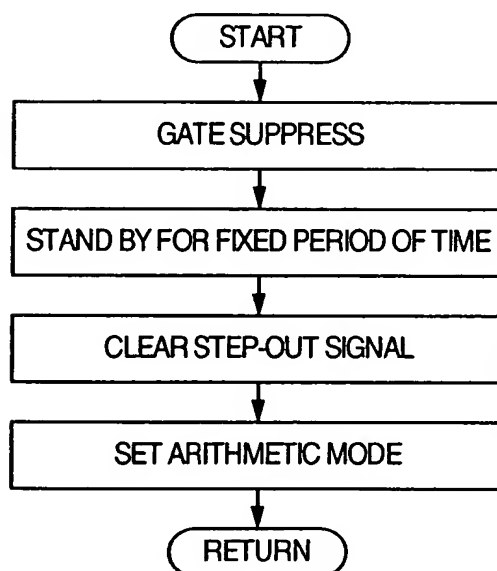 START
GATE SUPPRESS
STAND BY FOR FIXED PERIOD OF TIME
CLEAR STEP-OUT SIGNAL
SET ARITHMETIC MODE
RETURN